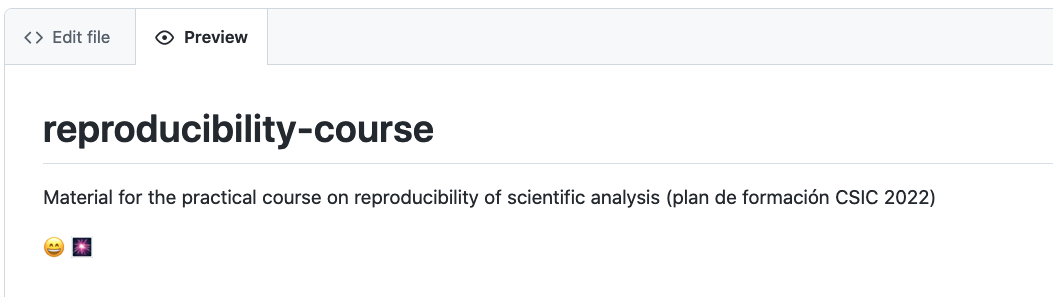 Edit file
Preview
reproducibility-course
Material for the practical course on reproducibility of scientific analysis (plan de formación CSIC 2022)
😄 🎆